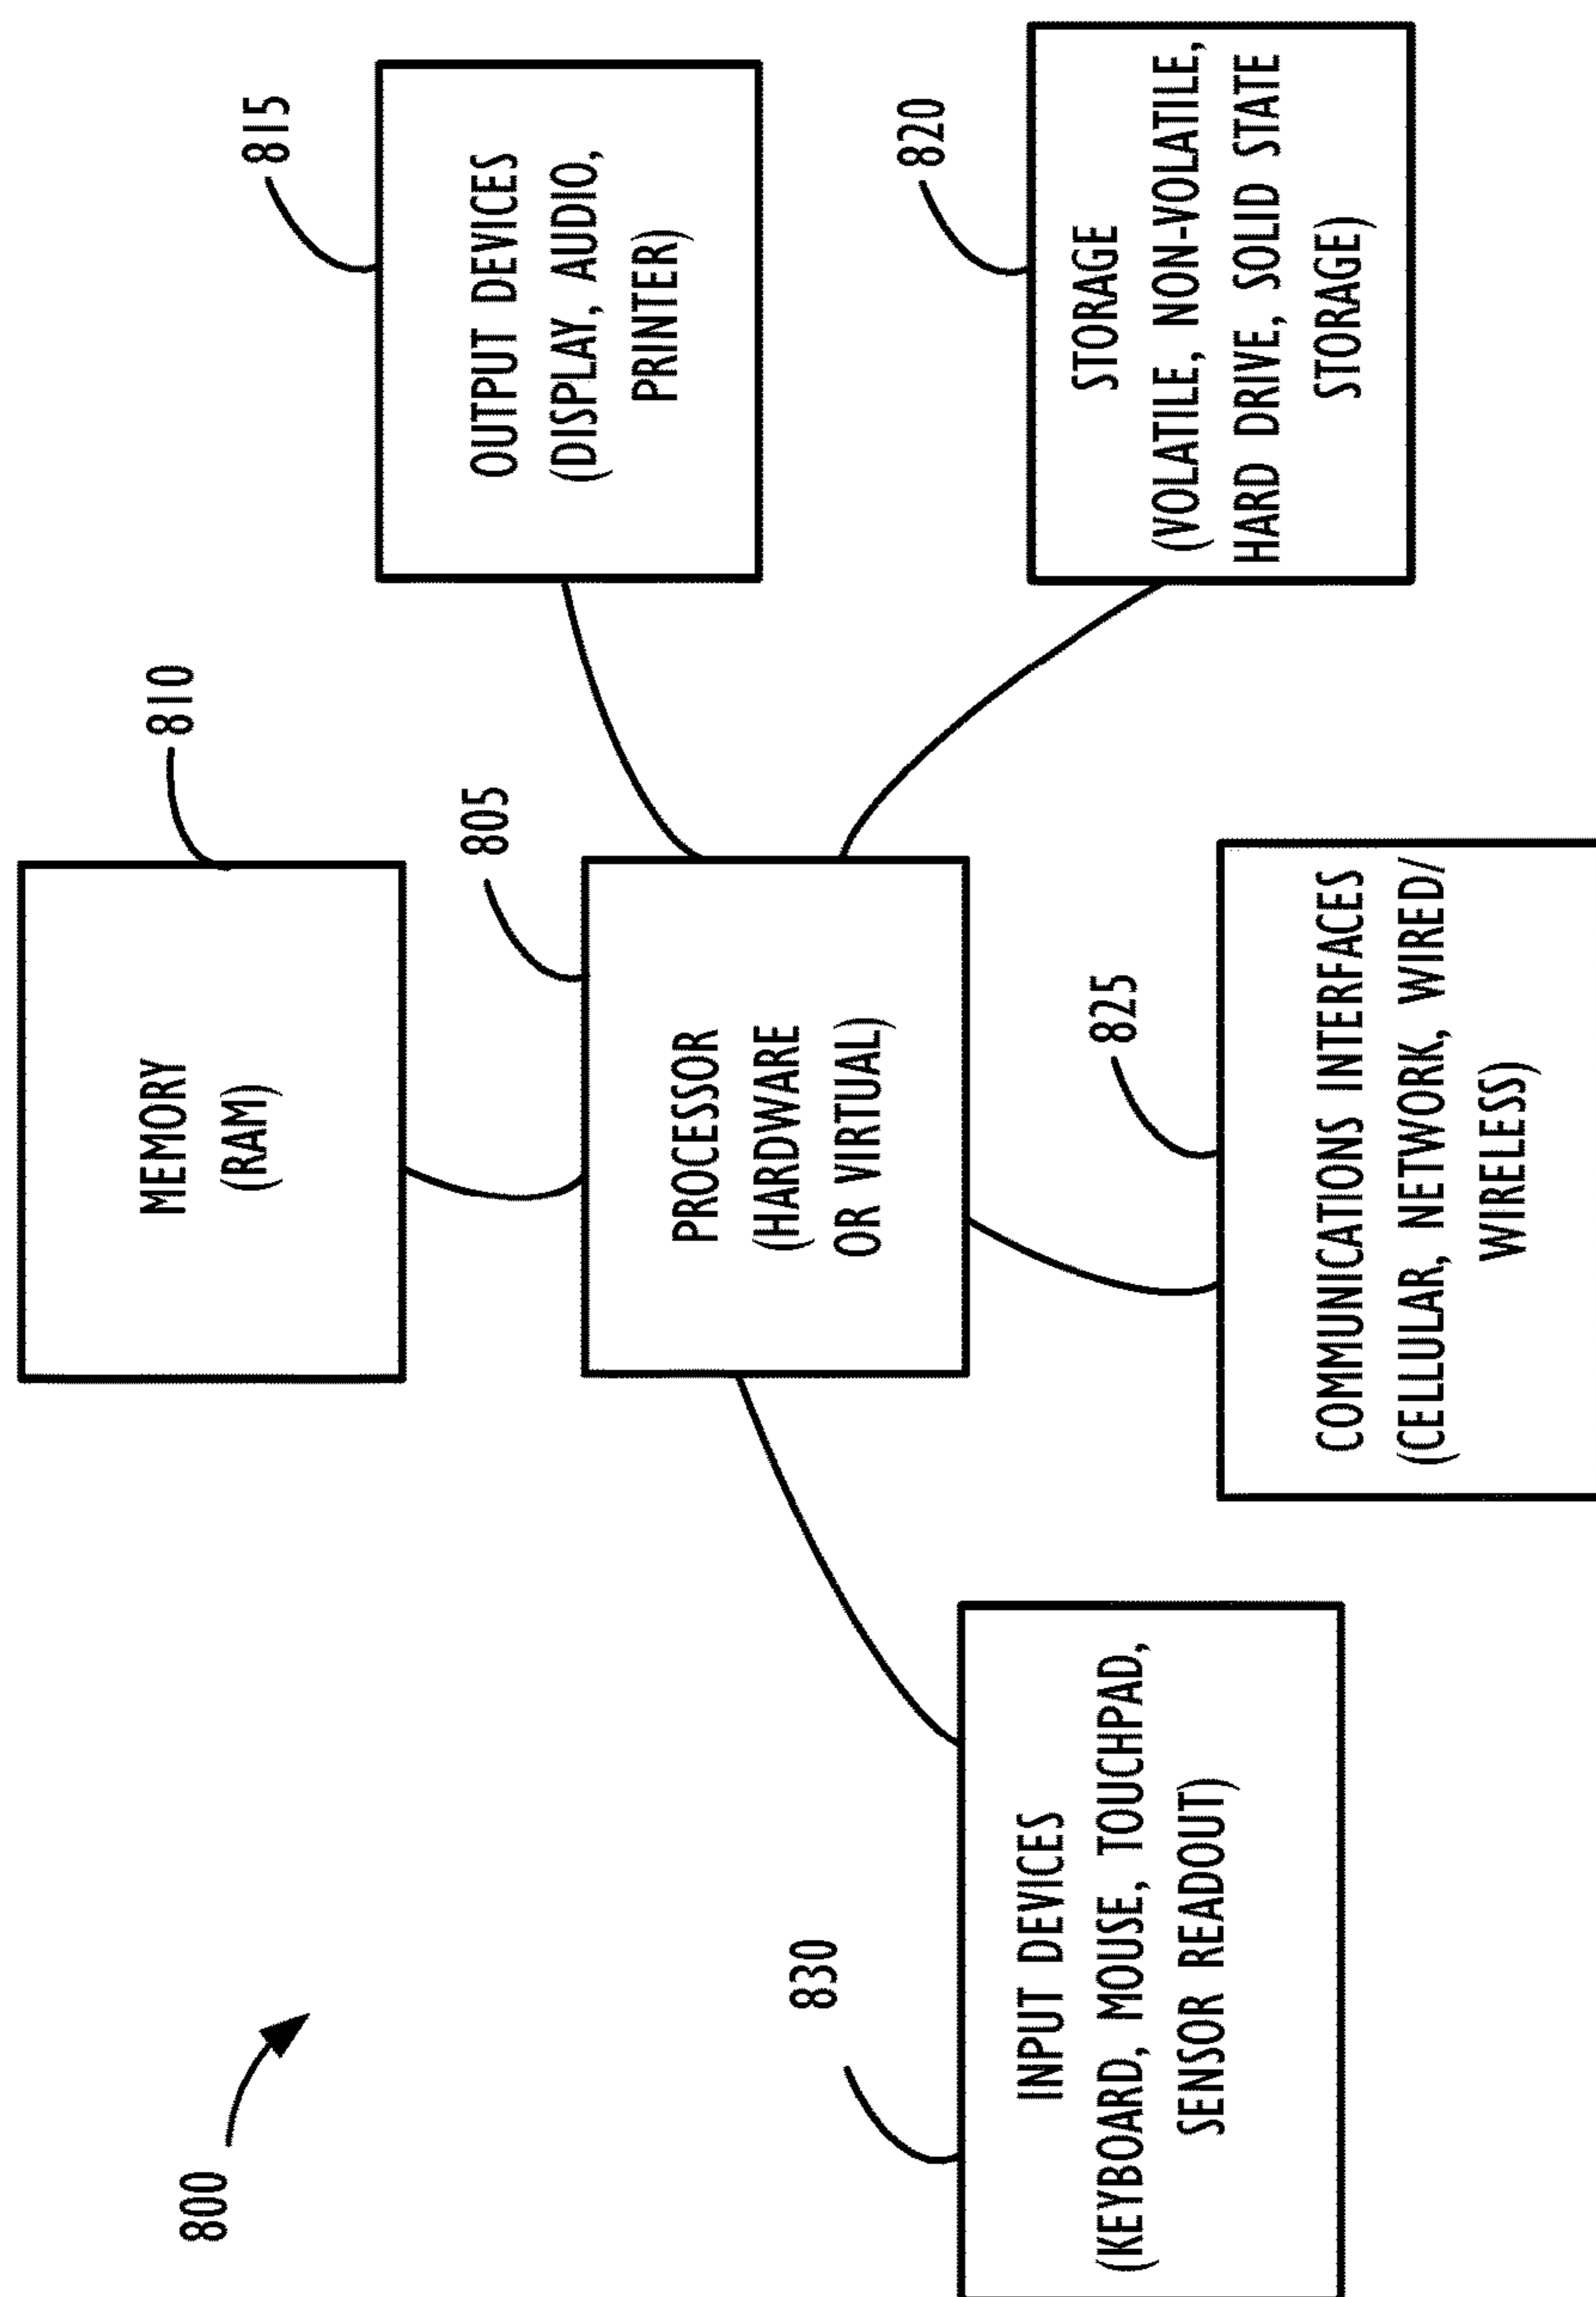 800
810
MEMORY
(RAM)
815
OUTPUT DEVICES
(DISPLAY, AUDIO,
PRINTER)
805
PROCESSOR
(HARDWARE
OR VIRTUAL)
830
INPUT DEVICES
(KEYBOARD, MOUSE, TOUCHPAD,
SENSOR READOUT)
825
COMMUNICATIONS INTERFACES
(CELLULAR, NETWORK, WIRED/
WIRELESS)
820
STORAGE
(VOLATILE, NON-VOLATILE,
HARD DRIVE, SOLID STATE
STORAGE)